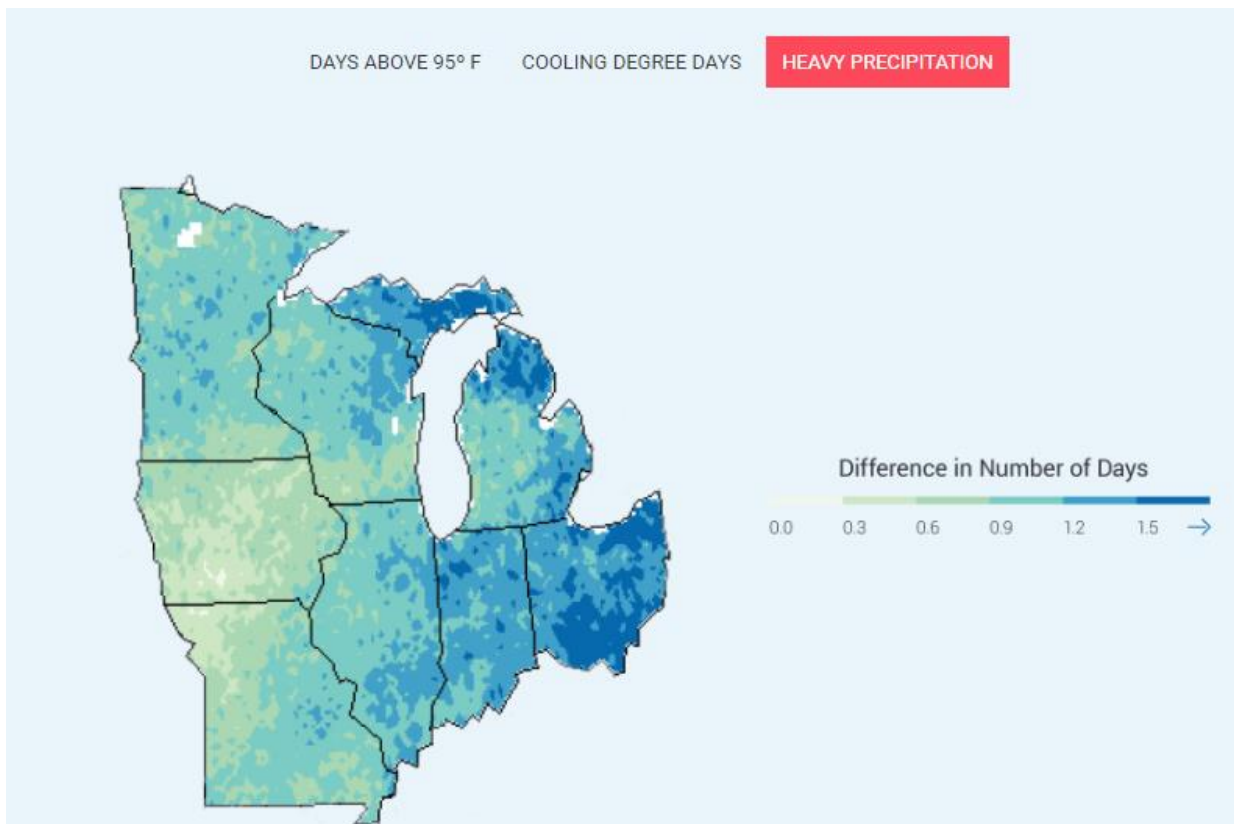 DAYS ABOVE 95º F COOLING DEGREE DAYS HEAVY PRECIPITATION
Difference in Number of Days
0.0 0.3 0.6 0.9 1.2 1.5 →